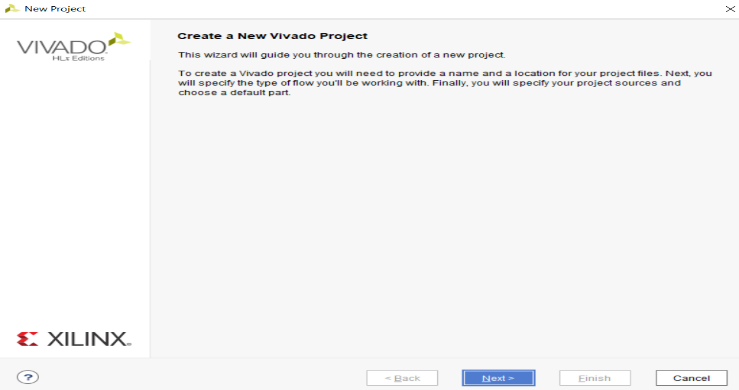 New Project
VIVADO
HLs Editions
Create a New Vivado Project
This wizard will guide you through the creation of a new project.
To create a Vivado project you will need to provide a name and a location for your project files. Next, you
will specify the type of flow you'll be working with. Finally, you will specify your project sources and
choose a default part.
XILINX
?
< Back
Next >
Finish
Cancel